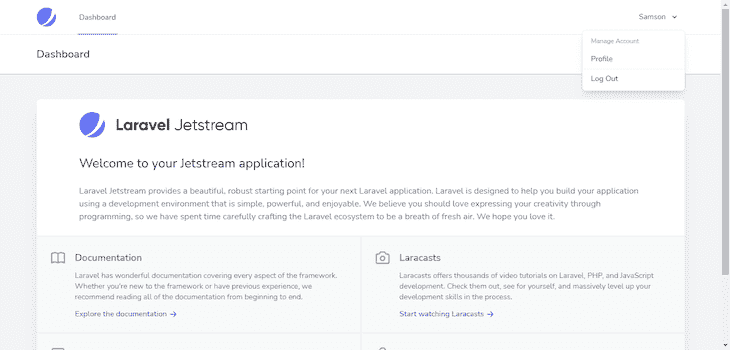 Dashboard
Samson
Manage Account
Profile
Log Out
Dashboard
Laravel Jetstream
Welcome to your Jetstream application!
Laravel Jetstream provides a beautiful, robust starting point for your next Laravel application. Laravel is designed to help you build your application
using a development environment that is simple, powerful, and enjoyable. We believe you should love expressing your creativity through
programming, so we have spent time carefully crafting the Laravel ecosystem to be a breath of fresh air. We hope you love it.
Documentation
Laravel has wonderful documentation covering every aspect of the framework.
Whether you're new to the framework or have previous experience, we
recommend reading all of the documentation from beginning to end.
Explore the documentation
Laracasts
Laracasts offers thousands of video tutorials on Laravel, PHP, and JavaScript
development. Check them out, see for yourself, and massively level up your
development skills in the process.
Start watching Laracasts